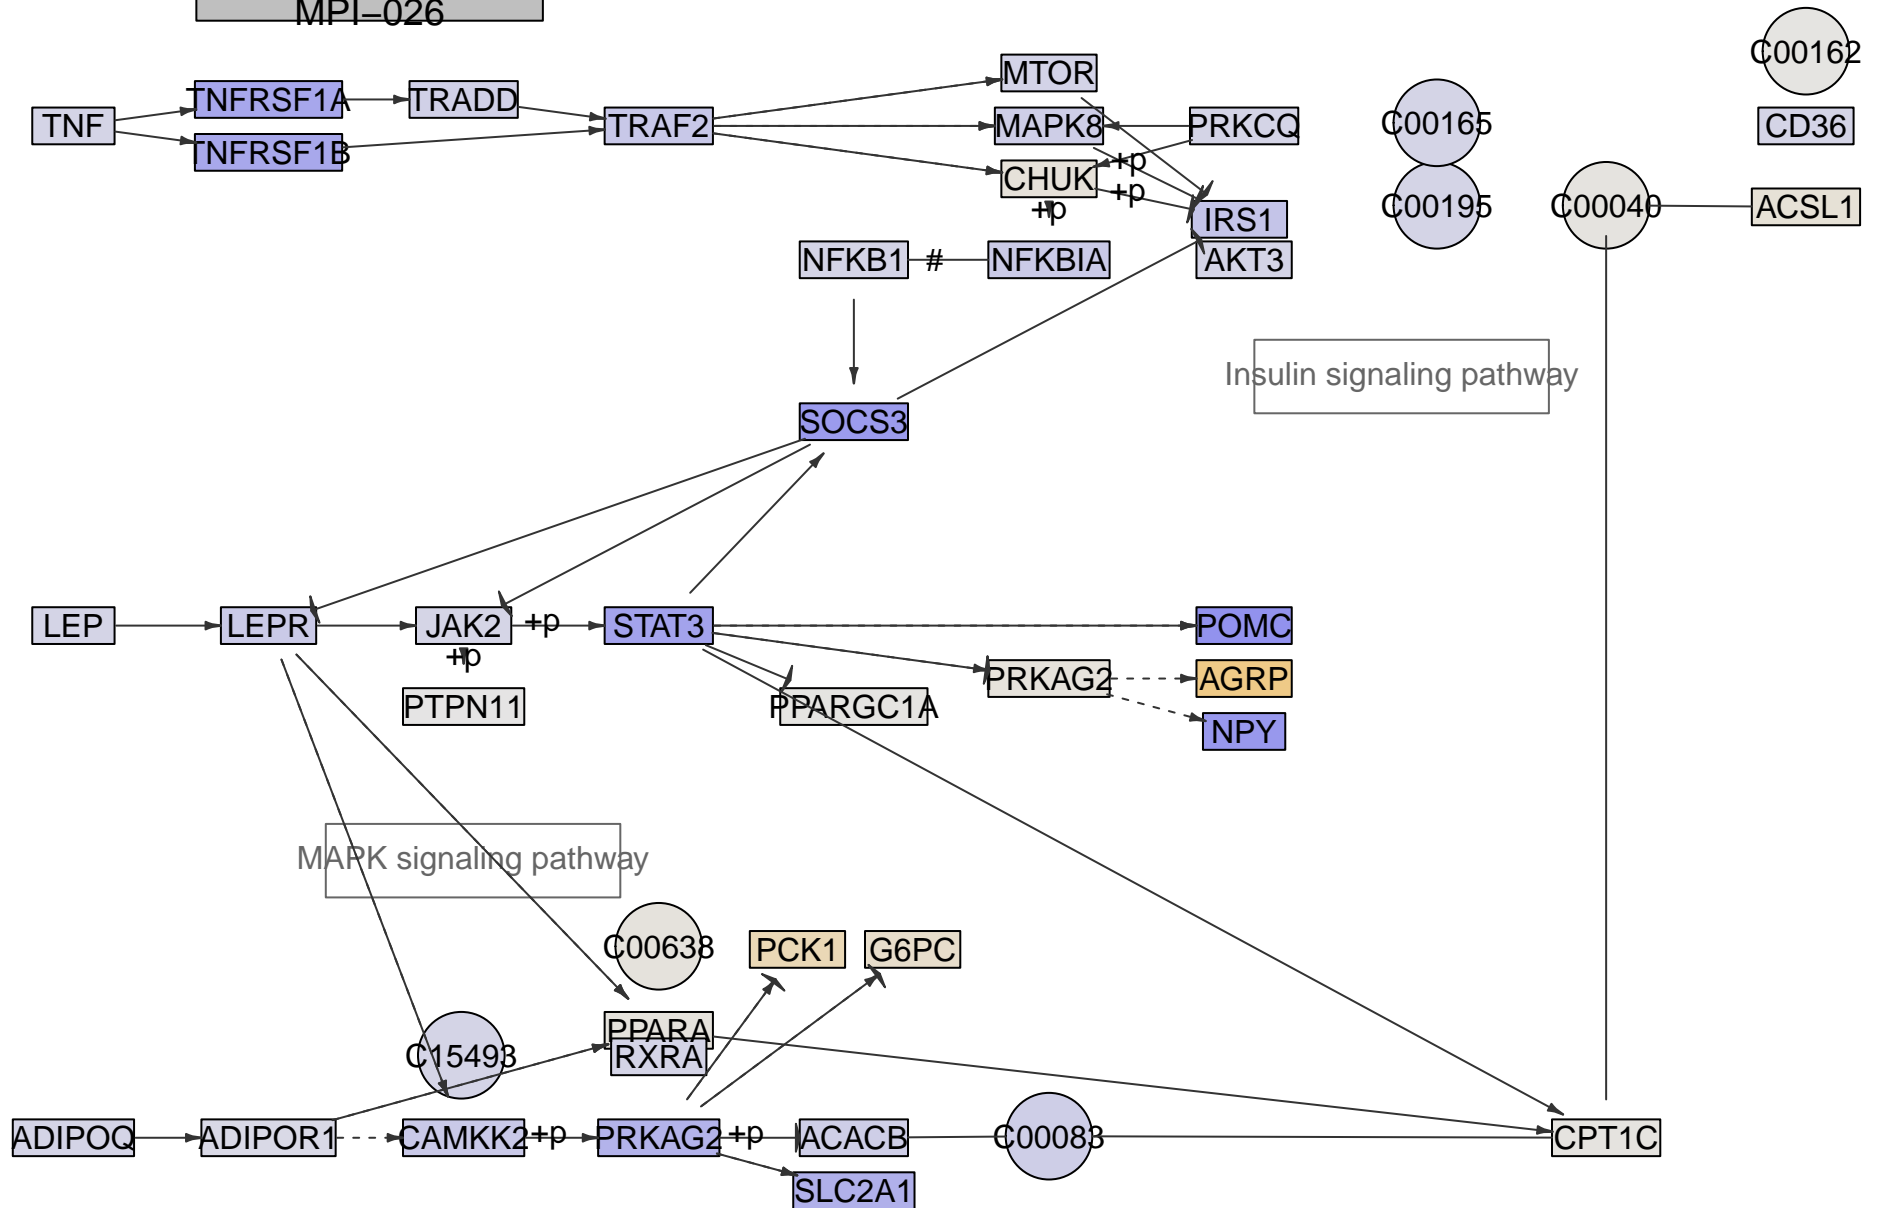 MPI−026
C00162
MTOR
TNFRSF1A
TRADD
TNF
TRAF2
MAPK8
PRKCQ
C00165
CD36
TNFRSF1B
+p
CHUK
+p
+p
IRS1
C00195
C00040
ACSL1
NFKB1
#
NFKBIA
AKT3
Insulin signaling pathway
SOCS3
LEP
LEPR
JAK2
+p
STAT3
POMC
+p
PRKAG2
AGRP
PTPN11
PPARGC1A
NPY
MAPK signaling pathway
C00638
PCK1
G6PC
PPARA
C15493
RXRA
ADIPOQ
ADIPOR1
CAMKK2
+p
PRKAG2
+p
ACACB
C00083
CPT1C
SLC2A1